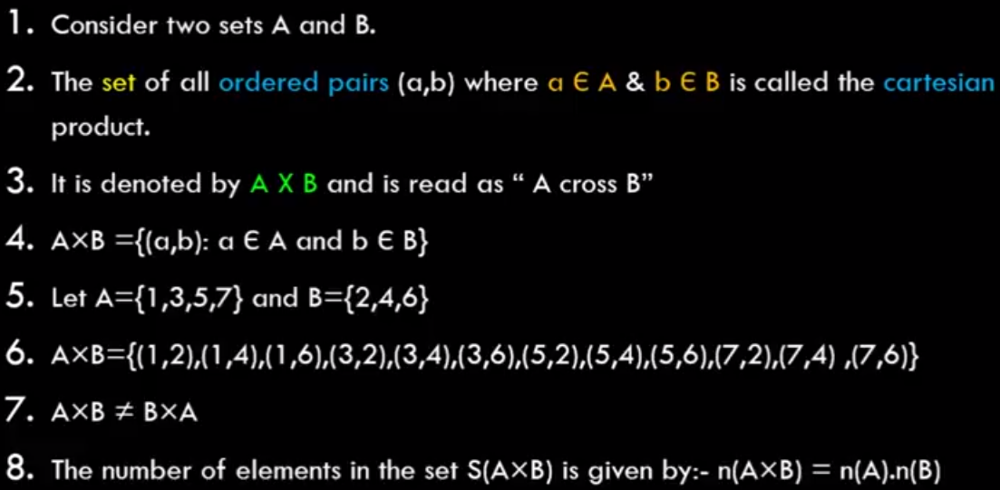 1. Consider two sets A and B.
2. The set of all ordered pairs (a,b) where a Є A & b Є B is called the cartesian
product.
3. It is denoted by A X B and is read as “ A cross B”
4. A×B ={(a,b): a Є A and b Є B}
5. Let A={1,3,5,7} and B={2,4,6}
6. A×B={(1,2),(1,4),(1,6),(3,2),(3,4),(3,6),(5,2),(5,4),(5,6),(7,2),(7,4) ,(7,6)}
7. A×B ≠ B×A
8. The number of elements in the set S(A×B) is given by:- n(A×B) = n(A).n(B)